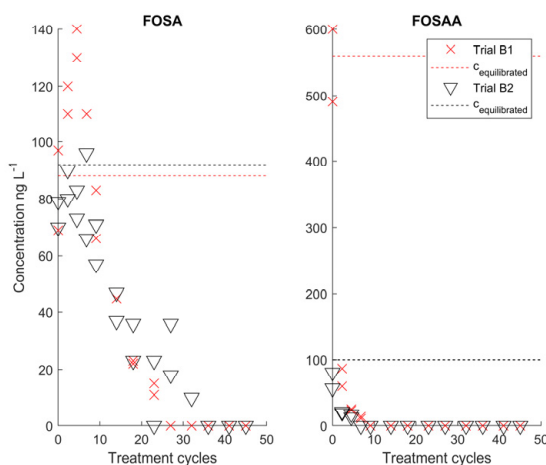 FOSA
FOSAA
140
120
100
80
60
40
20
0
Concentration ng L⁻¹
0 10 20 30 40 50
Treatment cycles
600
500
400
300
200
100
0
0 10 20 30 40 50
Treatment cycles
Trial B1
c equilibrated
Trial B2
c equilibrated